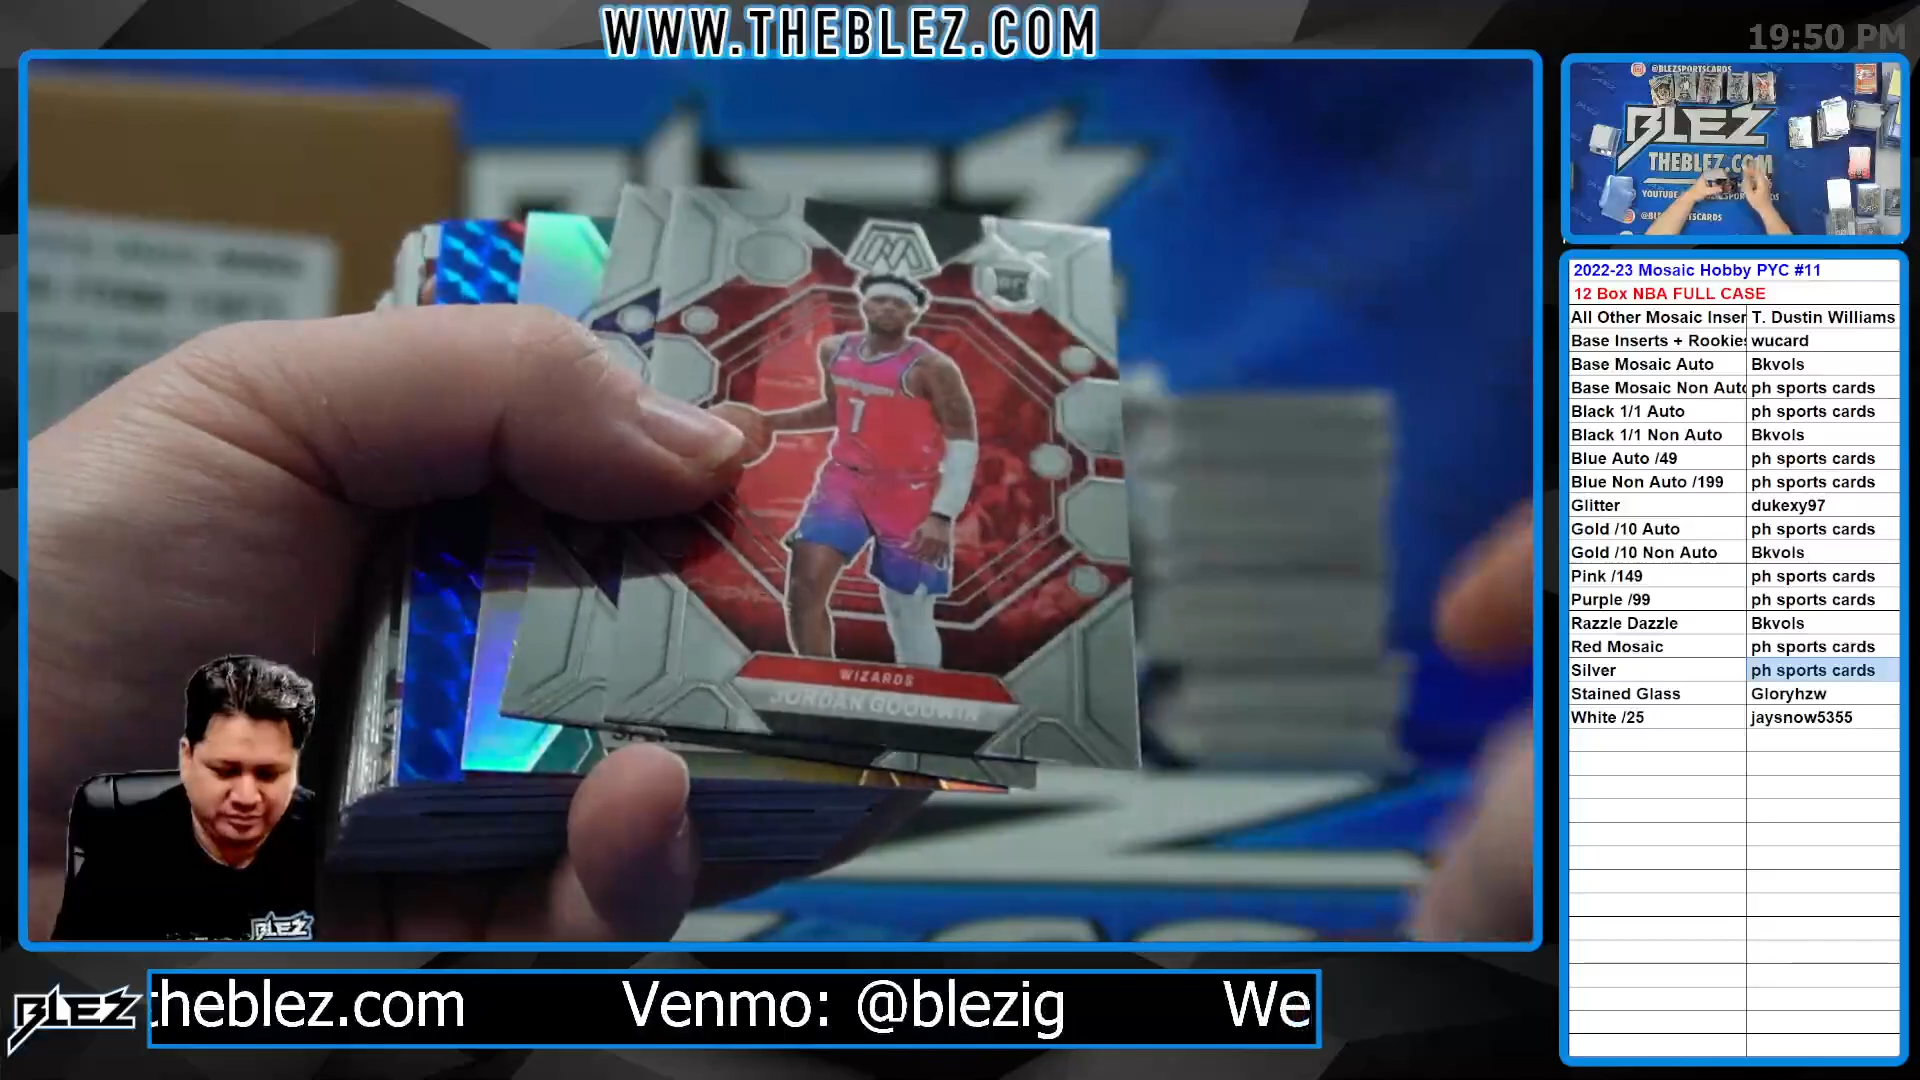 WWW.THEBLEZ.COM
19:50 PM
@BLEZSPORTSCARDS
BLEZ
THEBLEZ.COM
RC
7
WIZARDS
JORDAN GOODWIN
BLEZ
2022-23 Mosaic Hobby PYC #11
12 Box NBA FULL CASE
All Other Mosaic Inser T. Dustin Williams
Base Inserts + Rookies wucard
Base Mosaic Auto Bkvols
Base Mosaic Non Auto ph sports cards
Black 1/1 Auto ph sports cards
Black 1/1 Non Auto Bkvols
Blue Auto /49 ph sports cards
Blue Non Auto /199 ph sports cards
Glitter dukexy97
Gold /10 Auto ph sports cards
Gold /10 Non Auto Bkvols
Pink /149 ph sports cards
Purple /99 ph sports cards
Razzle Dazzle Bkvols
Red Mosaic ph sports cards
Silver ph sports cards
Stained Glass Gloryhzw
White /25 jaysnow5355
BLEZ theblez.com Venmo: @blezig We